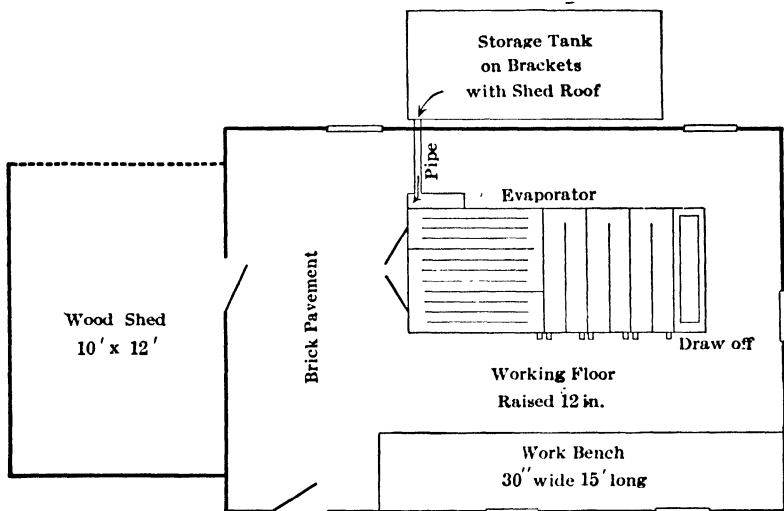 Storage Tank
on Brackets
with Shed Roof
Pipe
Evaporator
Brick Pavement
Wood Shed
10' x 12'
Draw off
Working Floor
Raised 12 in.
Work Bench
30" wide 15' long